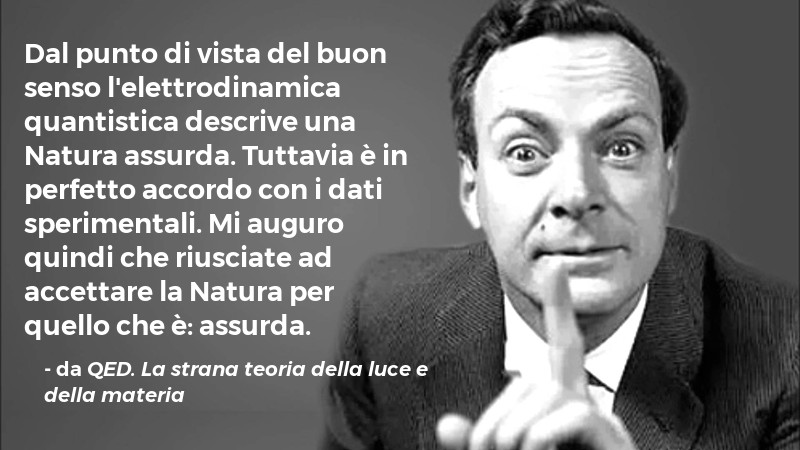 Dal punto di vista del buon
senso l'elettrodinamica
quantistica descrive una
Natura assurda. Tuttavia è in
perfetto accordo con i dati
sperimentali. Mi auguro
quindi che riusciate ad
accettare la Natura per
quello che è: assurda.
- da QED. La strana teoria della luce e
della materia